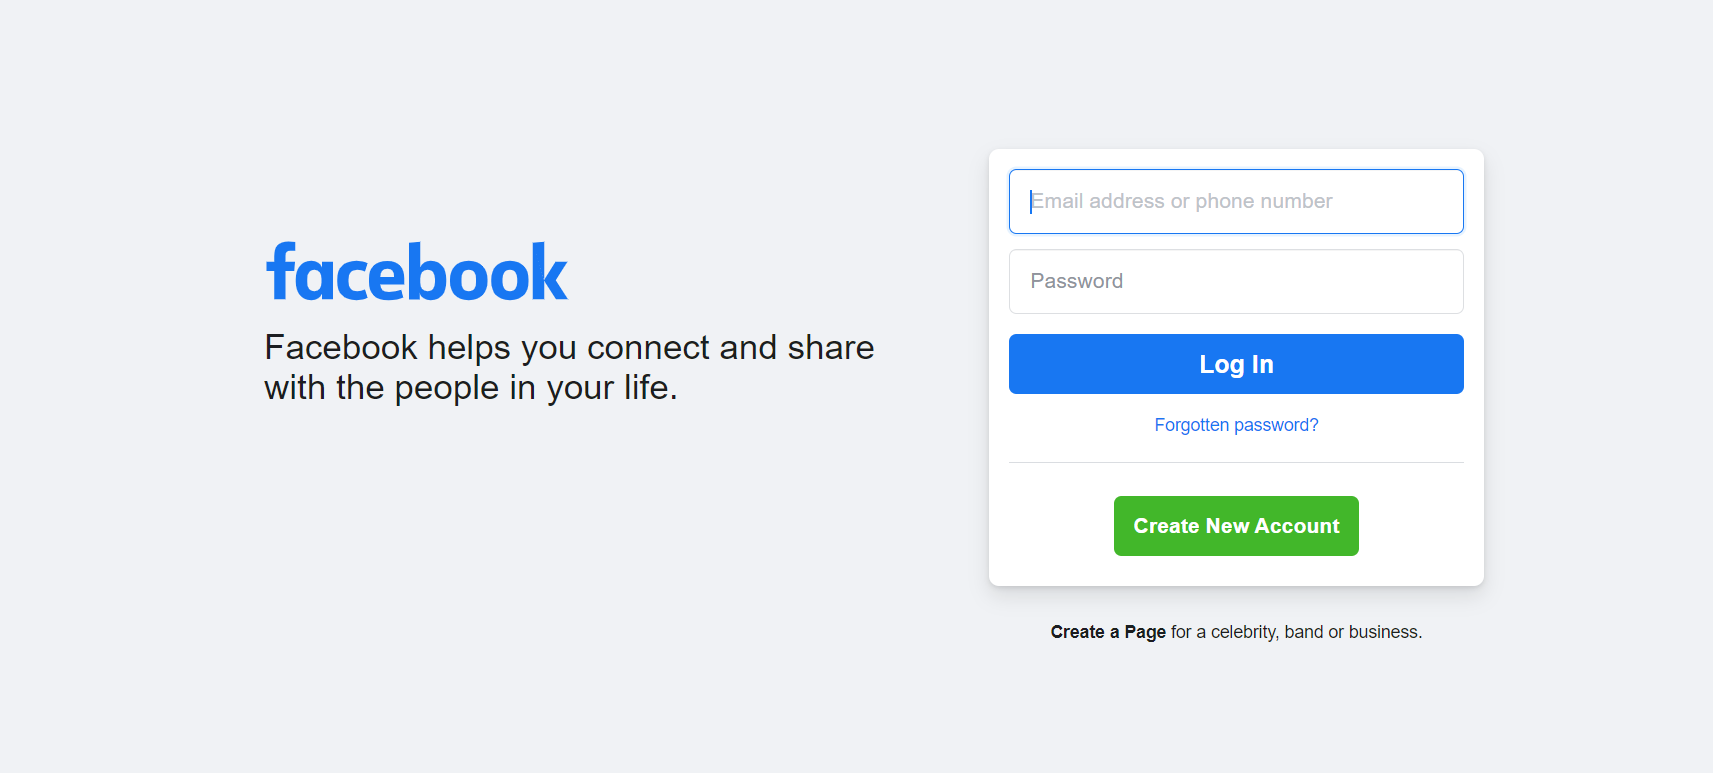 facebook
Facebook helps you connect and share
with the people in your life.
Email address or phone number
Password
Log In
Forgotten password?
Create New Account
Create a Page for a celebrity, band or business.